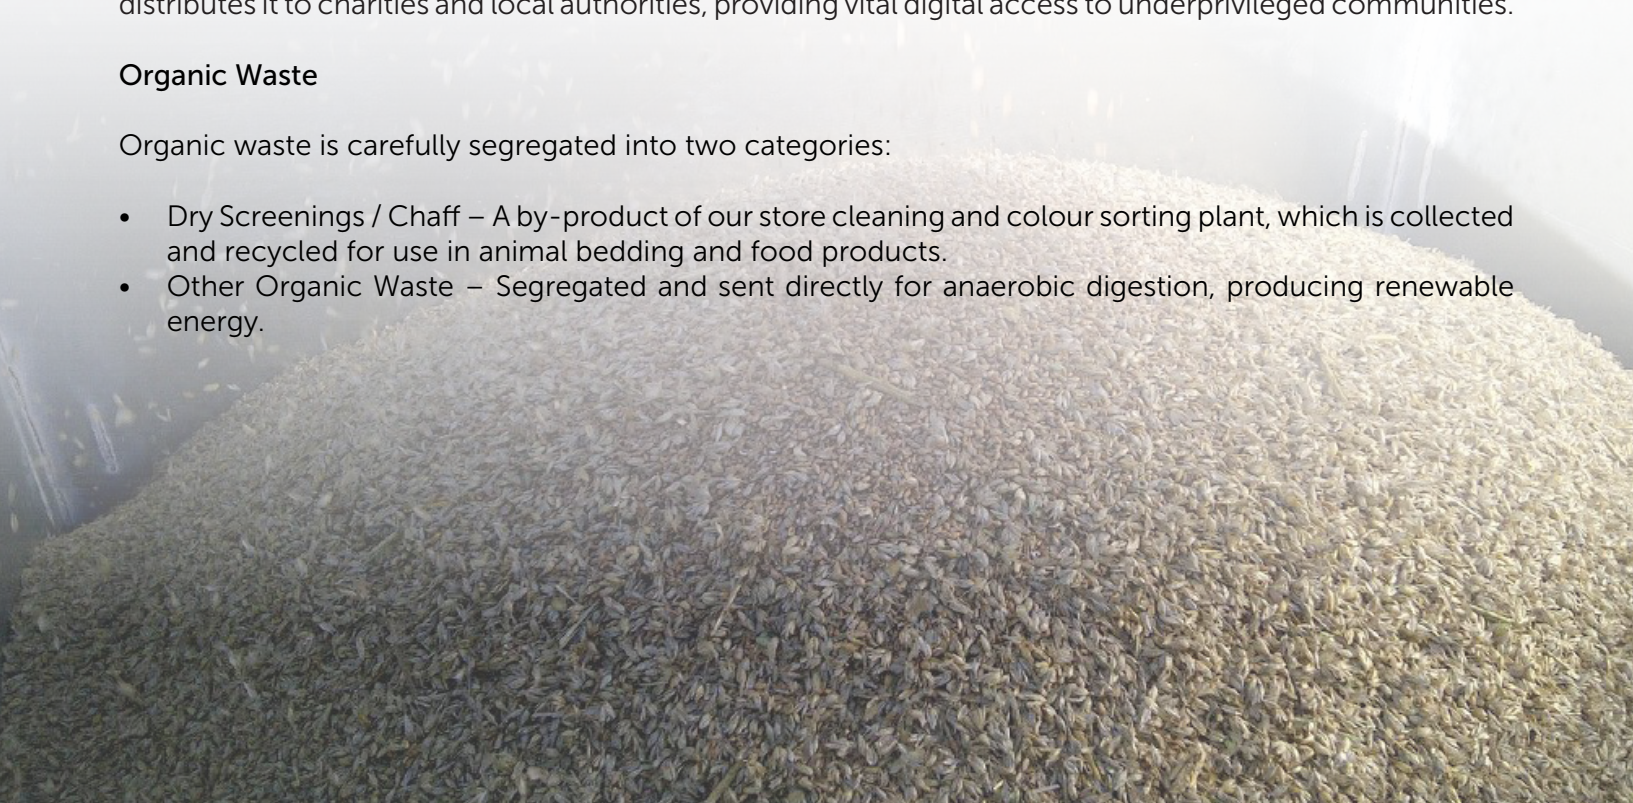 distributes it to charities and local authorities, providing vital digital access to underprivileged communities.
Organic Waste
Organic waste is carefully segregated into two categories:
• Dry Screenings / Chaff – A by-product of our store cleaning and colour sorting plant, which is collected
and recycled for use in animal bedding and food products.
• Other Organic Waste – Segregated and sent directly for anaerobic digestion, producing renewable
energy.